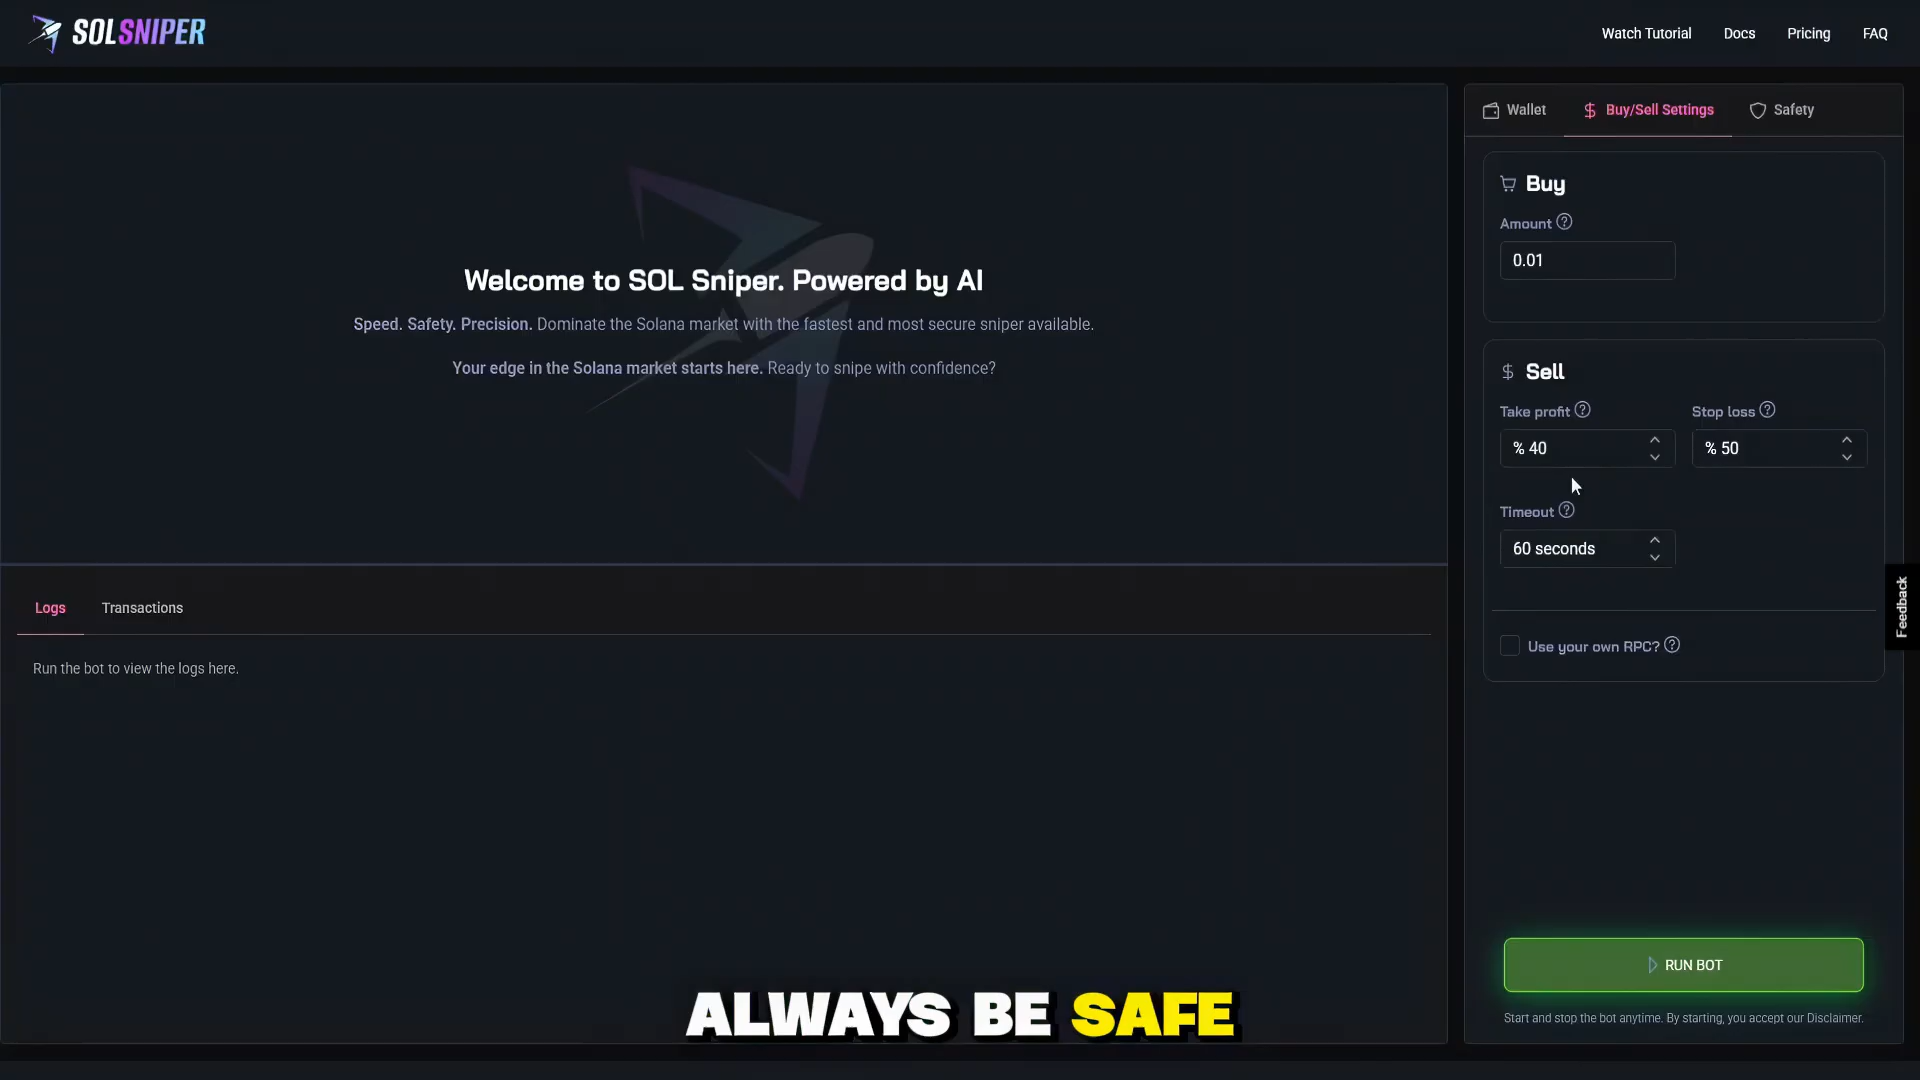 SOLSNIPER
Watch Tutorial
Docs
Pricing
FAQ
Welcome to SOL Sniper. Powered by AI
Speed. Safety. Precision. Dominate the Solana market with the fastest and most secure sniper available.
Your edge in the Solana market starts here. Ready to snipe with confidence?
Logs
Transactions
Run the bot to view the logs here.
Wallet
Buy/Sell Settings
Safety
Buy
Amount
0.01
Sell
Take profit
Stop loss
% 40
% 50
Timeout
60 seconds
Use your own RPC?
Feedback
RUN BOT
Start and stop the bot anytime. By starting, you accept our Disclaimer.
ALWAYS BE SAFE